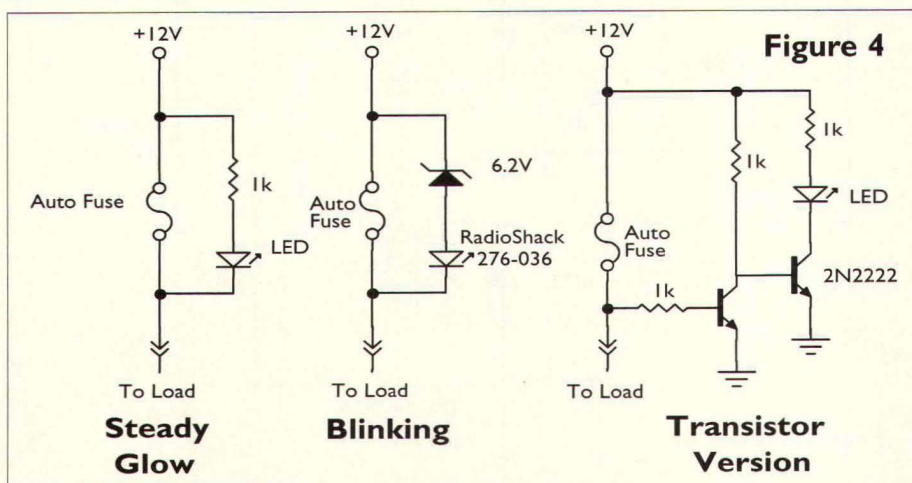 Figure 4
+12V
Auto Fuse
1k
LED
To Load
Steady
Glow
+12V
6.2V
Auto
Fuse
RadioShack
276-036
To Load
Blinking
+12V
1k
1k
LED
Auto
Fuse
1k
2N2222
To Load
Transistor
Version